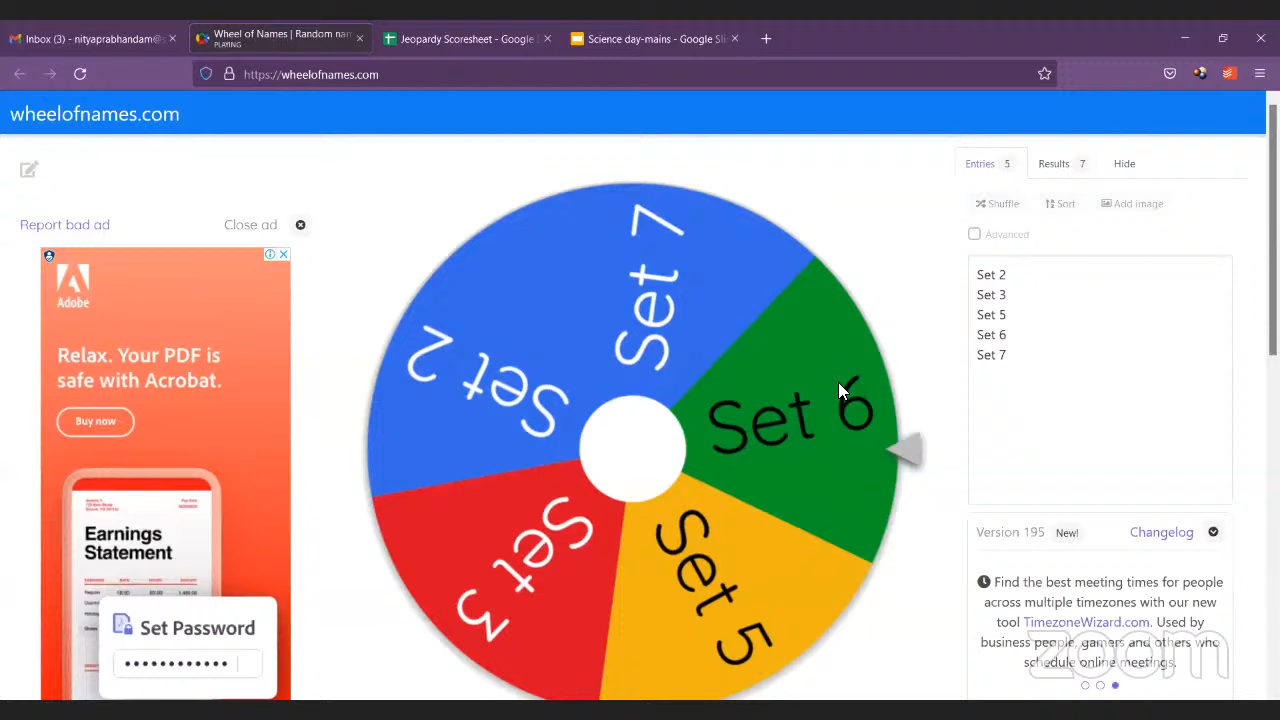 Inbox (3) - nityaprabhandam@s
Wheel of Names | Random nam
PLAYING
Jeopardy Scoresheet - Google S
Science day-mains - Google Sli
https://wheelofnames.com
wheelofnames.com
Report bad ad
Close ad
Adobe
Relax. Your PDF is
safe with Acrobat.
Buy now
Earnings
Statement
Set Password
Set 7
Set 6
Set 5
Set 3
Set 2
Entries 5
Results 7
Hide
Shuffle
Sort
Add image
Advanced
Set 2
Set 3
Set 5
Set 6
Set 7
Version 195 New!
Changelog
Find the best meeting times for people
across multiple timezones with our new
tool TimezoneWizard.com. Used by
business people, gamers and others who
schedule online meetings.
zoom